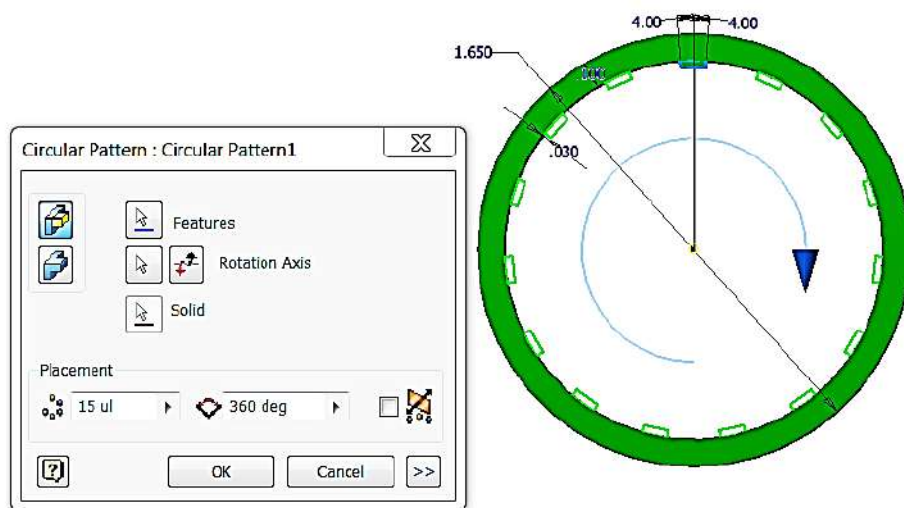 Circular Pattern : Circular Pattern1
Features
Rotation Axis
Solid
Placement
15 ul
360 deg
OK
Cancel
>>
4.00
4.00
1.650
.100
.030